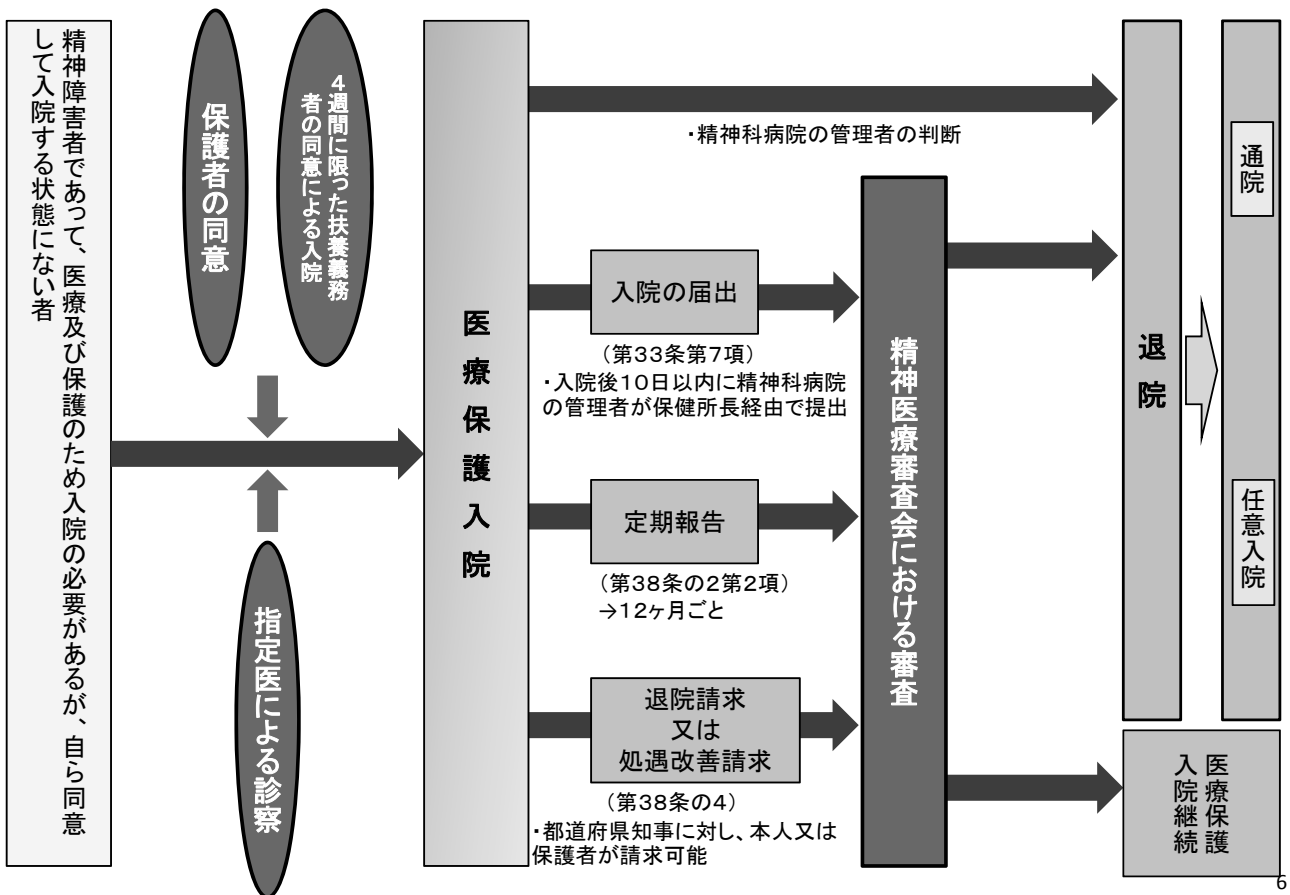 精神障害者であって、医療及び保護のため入院の必要があるが、自ら同意
して入院する状態にない者
保護者の同意
４週間に限った扶養義務
者の同意による入院
指定医による診察
医療保護入院
・精神科病院の管理者の判断
入院の届出
（第３３条第７項）
・入院後１０日以内に精神科病院
の管理者が保健所長経由で提出
定期報告
（第３８条の２第２項）
→１２ヶ月ごと
退院請求
又は
処遇改善請求
（第３８条の４）
・都道府県知事に対し、本人又は
保護者が請求可能
精神医療審査会における審査
退院
通院
任意入院
医療保護
入院継続
6